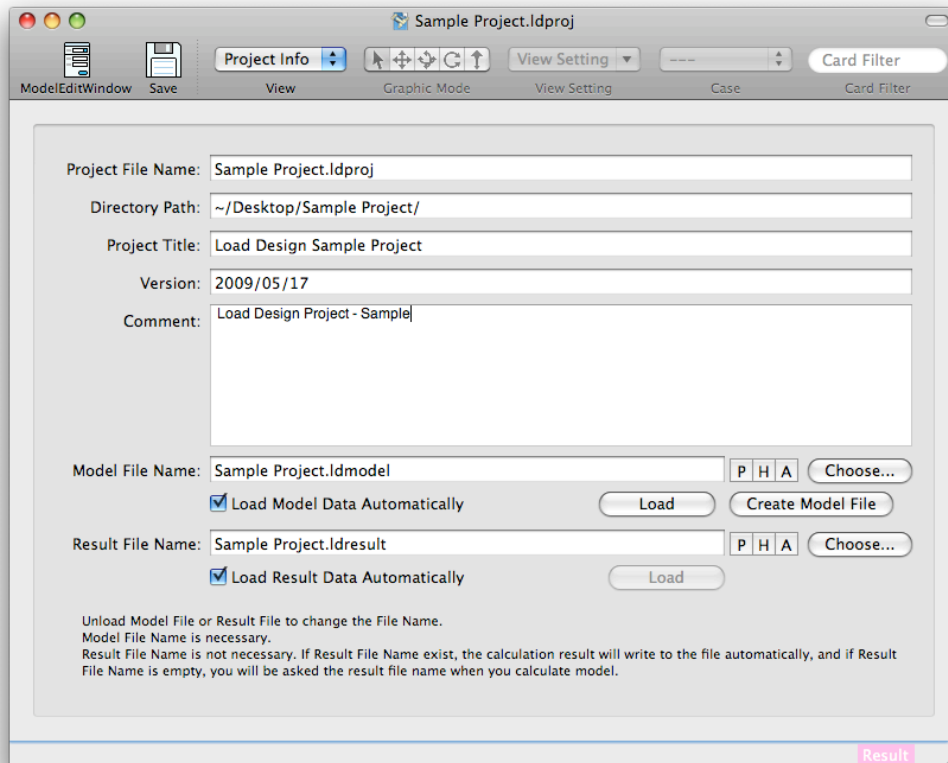 Sample Project.ldproj
Project Info
View Setting
---
Card Filter
ModelEditWindow Save View Graphic Mode View Setting Case Card Filter
Project File Name: Sample Project.ldproj
Directory Path: ~/Desktop/Sample Project/
Project Title: Load Design Sample Project
Version: 2009/05/17
Comment: Load Design Project - Sample
Model File Name: Sample Project.ldmodel P H A Choose...
Load Model Data Automatically Load Create Model File
Result File Name: Sample Project.ldresult P H A Choose...
Load Result Data Automatically Load
Unload Model File or Result File to change the File Name.
Model File Name is necessary.
Result File Name is not necessary. If Result File Name exist, the calculation result will write to the file automatically, and if Result
File Name is empty, you will be asked the result file name when you calculate model.
Result